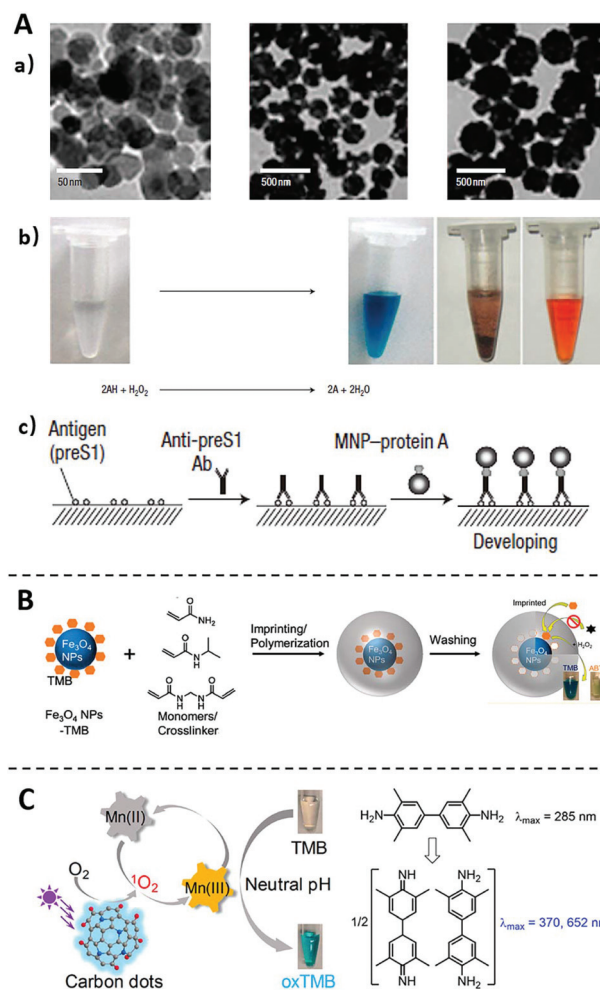 A
a)
50 nm
500 nm
500 nm
b)
2AH + H₂O₂
2A + 2H₂O
c)
Antigen
(preS1)
Anti-preS1
Ab
MNP–protein A
Developing
B
Fe₃O₄
NPs
TMB
Fe₃O₄ NPs
-TMB
+
O
NH₂
O
N
H
O
O
N
H
N
H
Monomers/
Crosslinker
Imprinting/
Polymerization
Fe₃O₄
NPs
Washing
Imprinted
Fe₃O₄
+ H₂O₂
TMB
C
Mn(II)
O₂
¹O₂
Mn(III)
Carbon dots
TMB
Neutral pH
oxTMB
H₂N
NH₂
λmax = 285 nm
1/2
NH
NH₂
NH
NH₂
λmax = 370, 652 nm